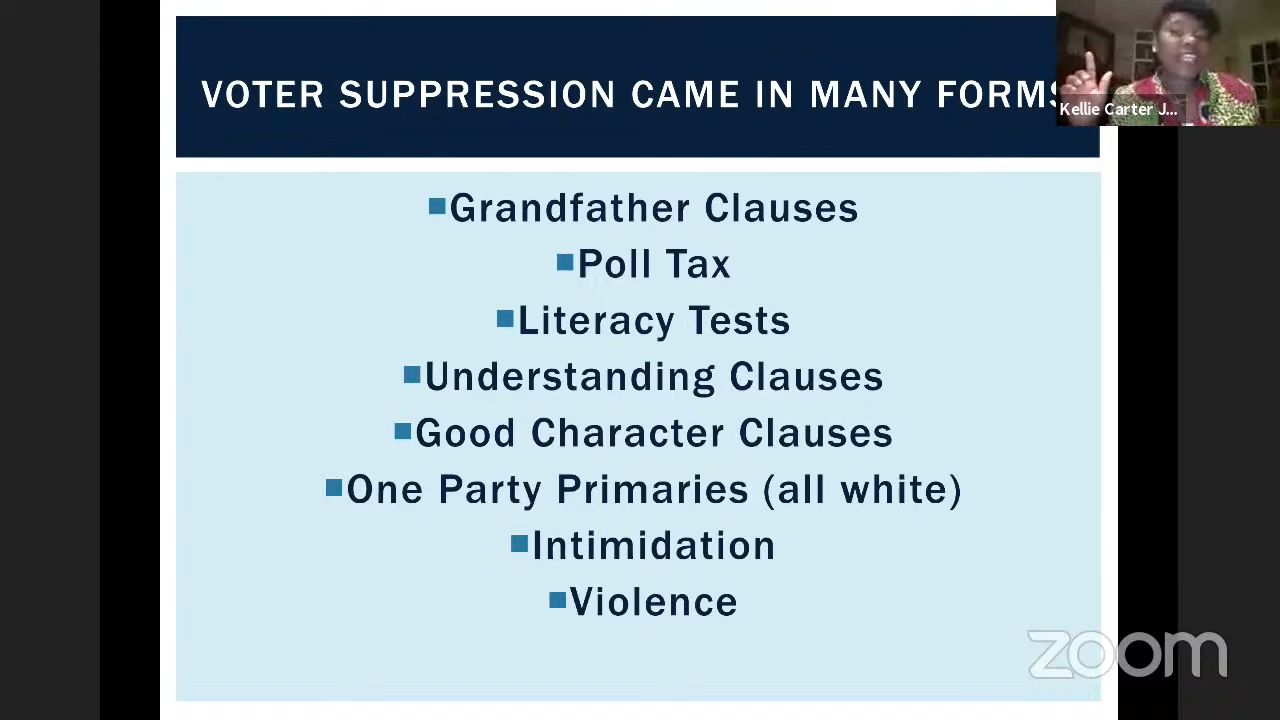 VOTER SUPPRESSION CAME IN MANY FORMS
Kellie Carter J...
Grandfather Clauses
Poll Tax
Literacy Tests
Understanding Clauses
Good Character Clauses
One Party Primaries (all white)
Intimidation
Violence
zoom